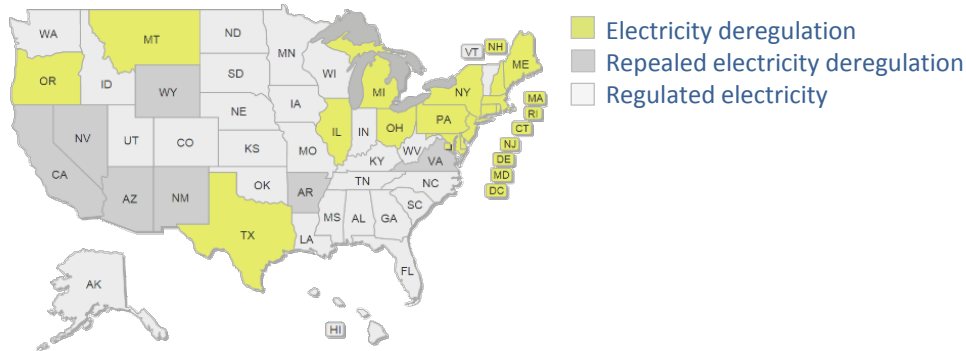 WA
MT
ND
MN
VT
NH
ME
OR
ID
SD
WI
MI
NY
WY
MA
RI
NE
IA
PA
CT
NV
UT
CO
IL
IN
OH
NJ
KS
MO
WV
VA
DE
KY
MD
CA
AZ
NM
OK
AR
TN
NC
DC
SC
TX
MS
AL
GA
LA
FL
AK
HI
Electricity deregulation
Repealed electricity deregulation
Regulated electricity